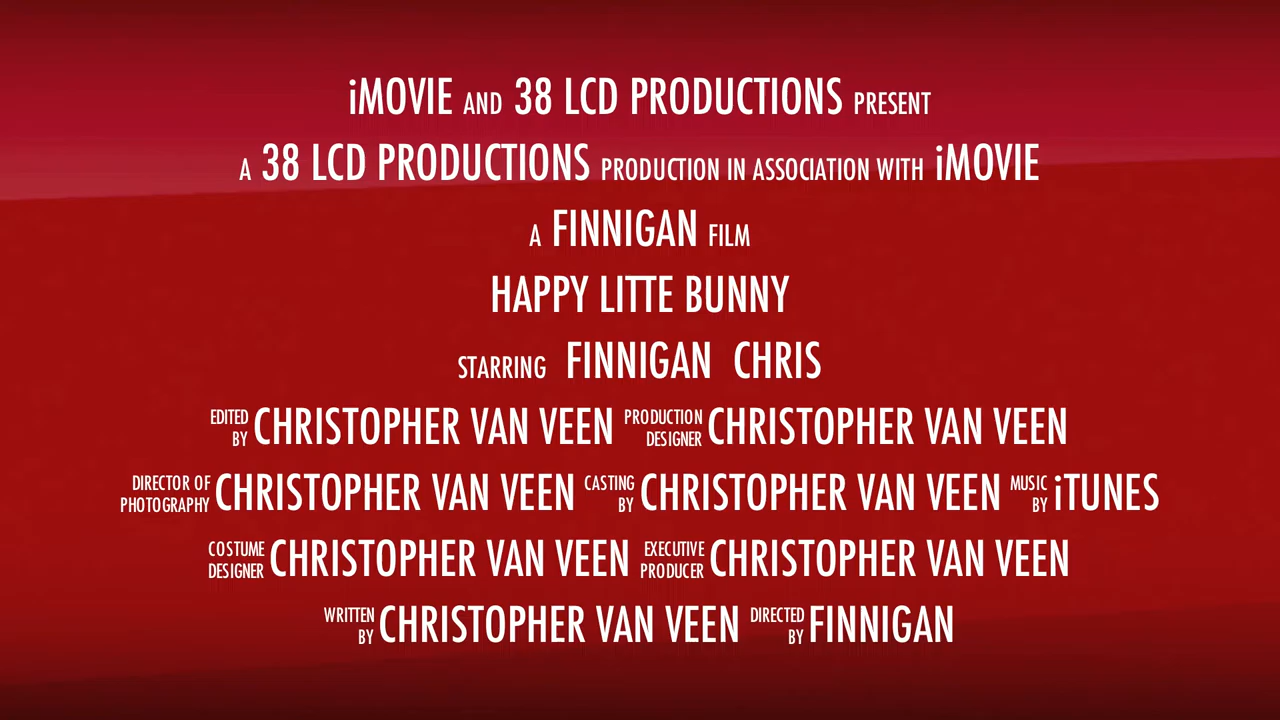 iMOVIE AND 38 LCD PRODUCTIONS PRESENT
A 38 LCD PRODUCTIONS PRODUCTION IN ASSOCIATION WITH iMOVIE
A FINNIGAN FILM
HAPPY LITTE BUNNY
STARRING FINNIGAN CHRIS
EDITED BY CHRISTOPHER VAN VEEN PRODUCTION DESIGNER CHRISTOPHER VAN VEEN
DIRECTOR OF PHOTOGRAPHY CHRISTOPHER VAN VEEN CASTING BY CHRISTOPHER VAN VEEN MUSIC BY iTUNES
COSTUME DESIGNER CHRISTOPHER VAN VEEN EXECUTIVE PRODUCER CHRISTOPHER VAN VEEN
WRITTEN BY CHRISTOPHER VAN VEEN DIRECTED BY FINNIGAN